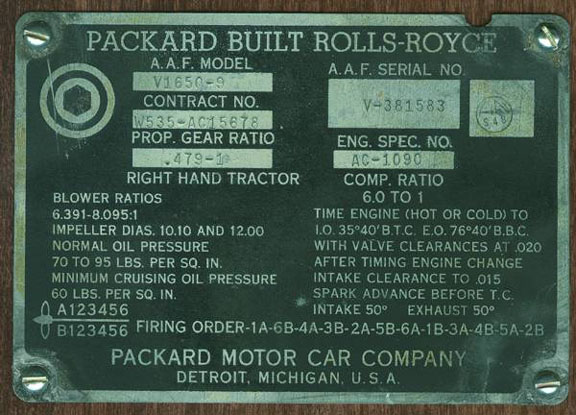 PACKARD BUILT ROLLS-ROYCE
A.A.F. MODEL
V1650-9
A.A.F. SERIAL NO.
V-381583
CONTRACT NO.
W535-AC15678
PROP. GEAR RATIO
.479-1
ENG. SPEC. NO.
AC-1090
RIGHT HAND TRACTOR
COMP. RATIO
6.0 TO 1
BLOWER RATIOS
6.391-8.095:1
IMPELLER DIAS. 10.10 AND 12.00
NORMAL OIL PRESSURE
70 TO 95 LBS. PER SQ. IN.
MINIMUM CRUISING OIL PRESSURE
60 LBS. PER SQ. IN.
TIME ENGINE (HOT OR COLD) TO
I.O. 35°40' B.T.C. E.O. 76°40' B.B.C.
WITH VALVE CLEARANCES AT .020
AFTER TIMING ENGINE CHANGE
INTAKE CLEARANCE TO .015
SPARK ADVANCE BEFORE T.C.
INTAKE 50° EXHAUST 50°
A123456
B123456
FIRING ORDER-1A-6B-4A-3B-2A-5B-6A-1B-3A-4B-5A-2B
PACKARD MOTOR CAR COMPANY
DETROIT, MICHIGAN, U.S.A.